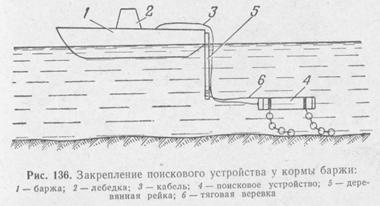 1 2 3 5
6 4
Рис. 136. Закрепление поискового устройства у кормы баржи:
1 — баржа; 2 — лебедка; 3 — кабель; 4 — поисковое устройство; 5 — дере-
вянная рейка; 6 — тяговая веревка